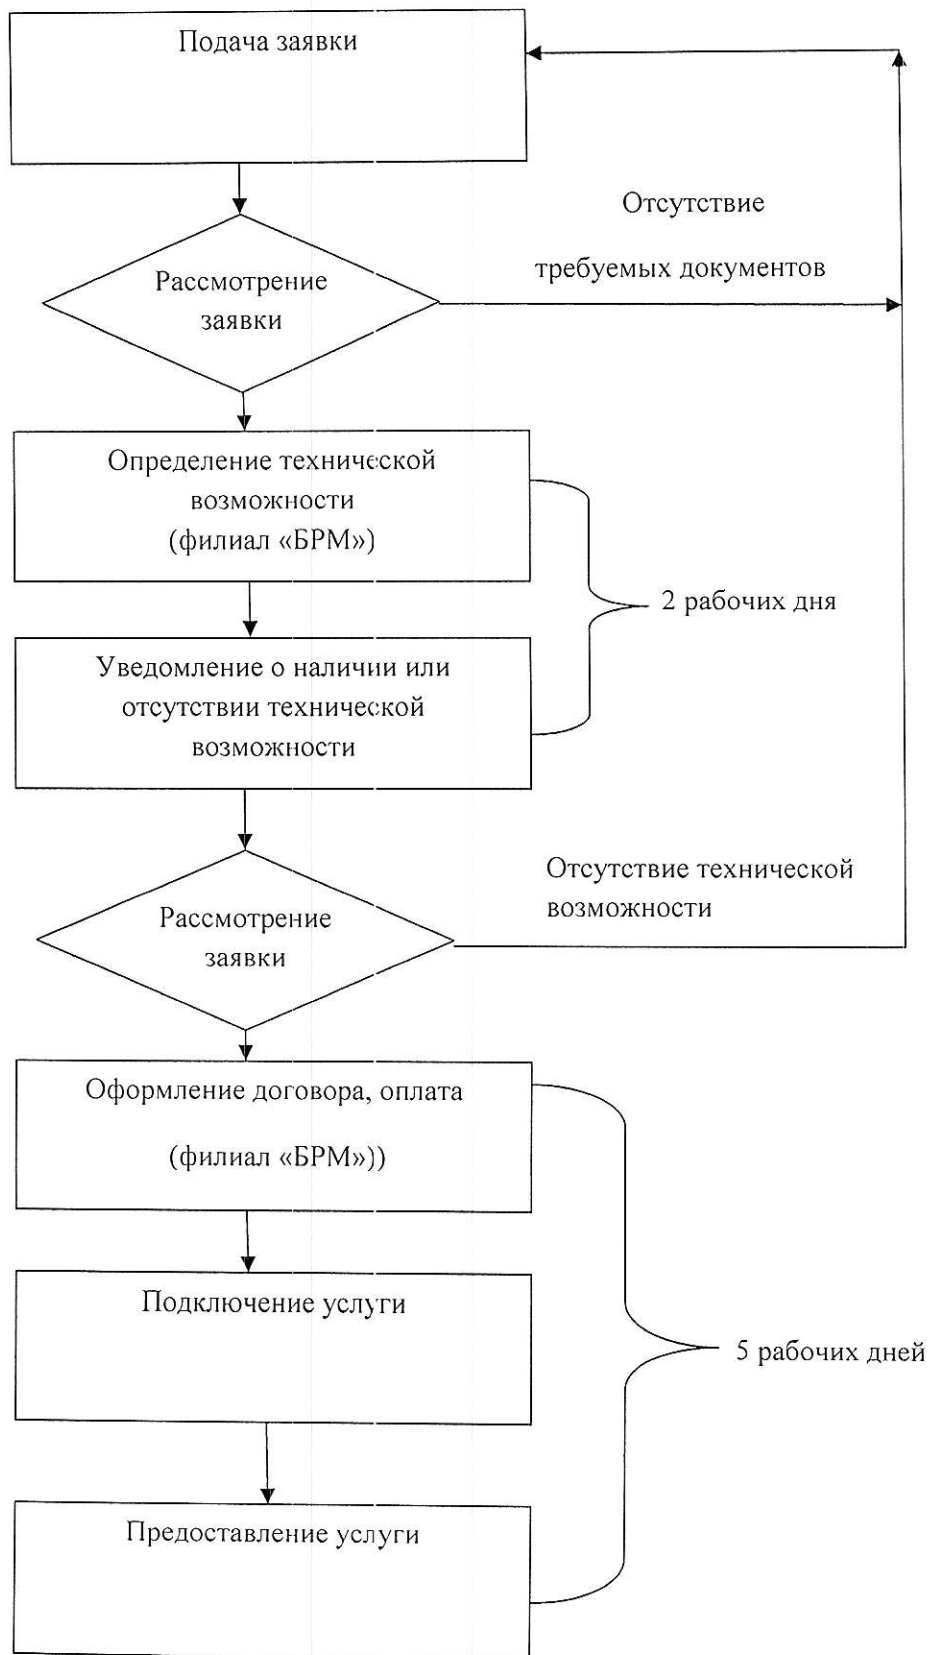 Подача заявки
Отсутствие
требуемых документов
Рассмотрение
заявки
Определение технической
возможности
(филиал «БРМ»)
2 рабочих дня
Уведомление о наличии или
отсутствии технической
возможности
Отсутствие технической
возможности
Рассмотрение
заявки
Оформление договора, оплата
(филиал «БРМ»))
Подключение услуги
5 рабочих дней
Предоставление услуги